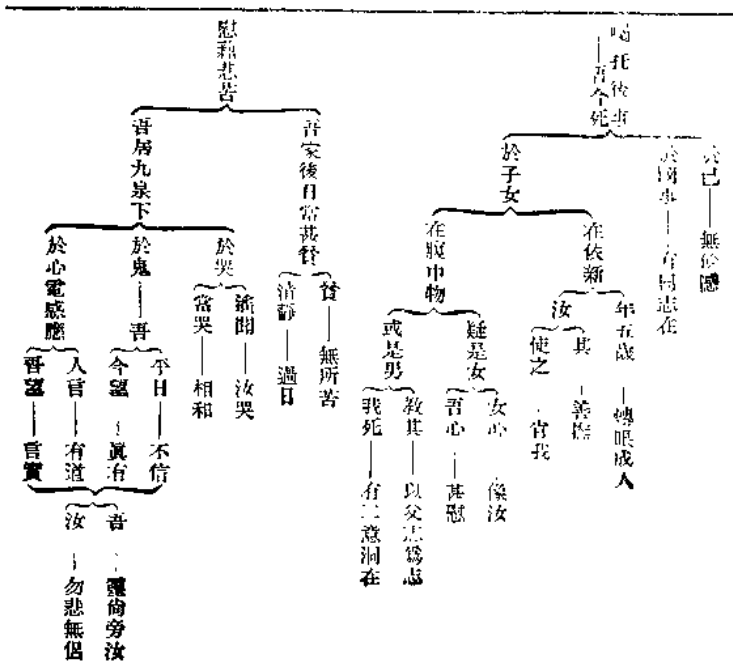 囑托後事
——吾今死
於己——無餘憾
於國事——有同志在
於子女
在依新
年五歲——轉眼成人
汝
其——善撫
使之——肖我
在腹中物
疑是女
女必——像汝
吾心——甚慰
或是男
教其——以父志爲志
我死——有二意洞在
慰藉悲苦
吾家後日當甚貧
貧——無所苦
清靜——過日
吾居九泉下
於哭
遙聞——汝哭
當哭——相和
於鬼——吾
平日——不信
今望——眞有
於心電感應
人言——有道
吾望——言實
吾——靈尚旁汝
汝——勿悲無侶